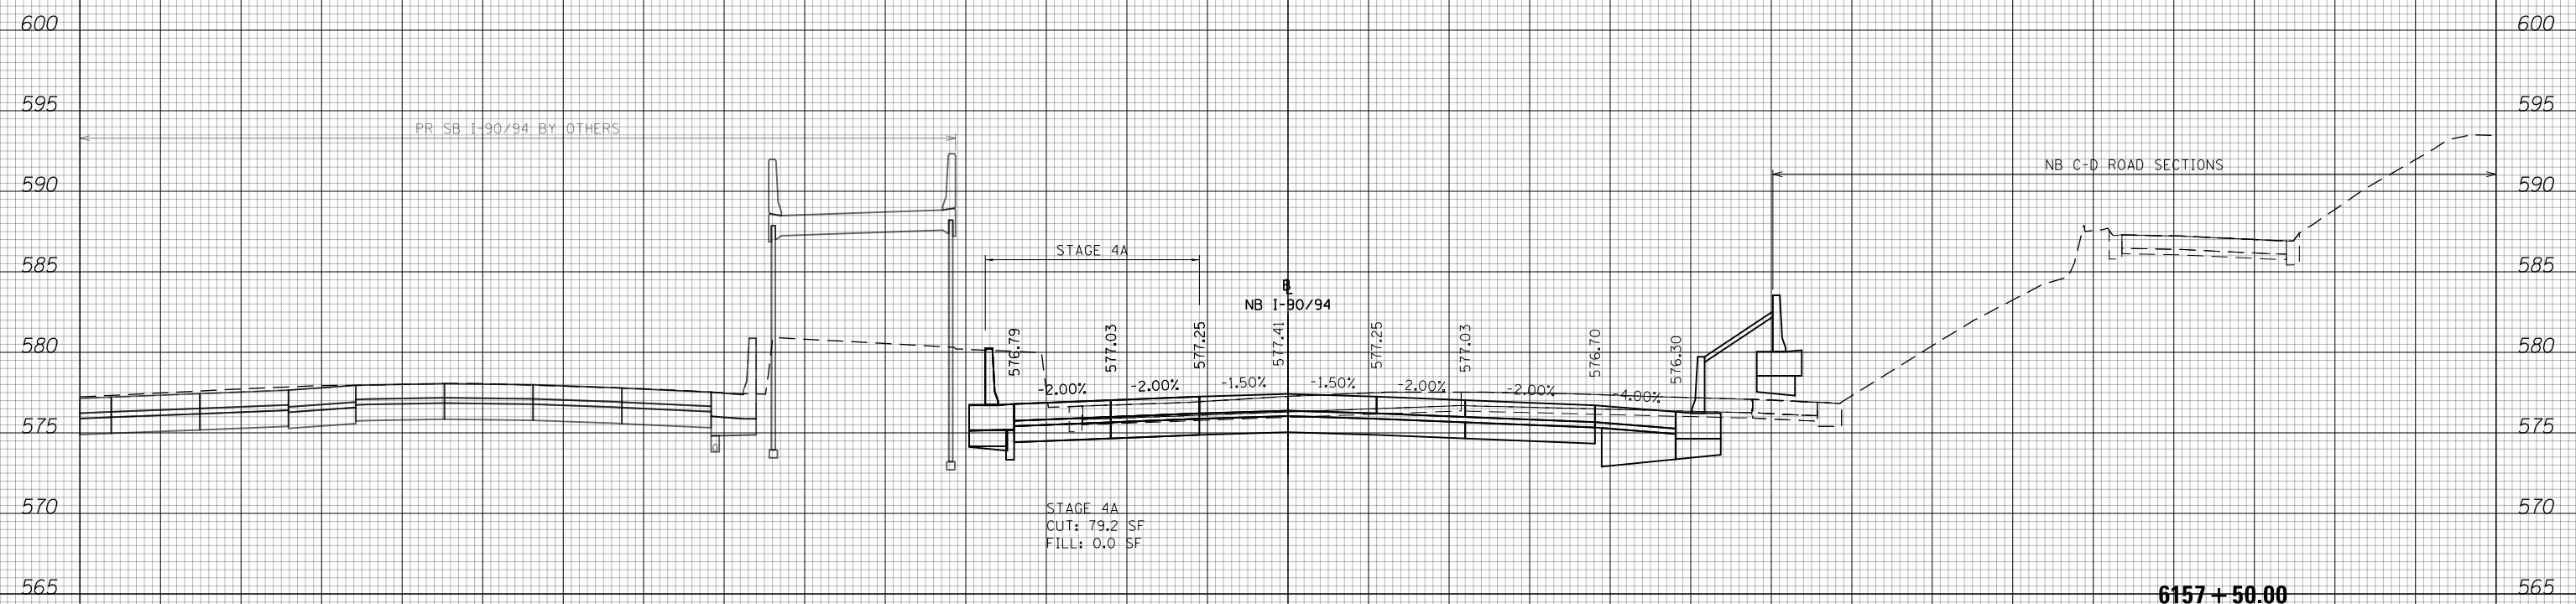 600 600
595 595
PR SB I-90/94 BY OTHERS
NB C-D ROAD SECTIONS
590 590
STAGE 4A
585 585
B L
NB I-90/94
576.79 577.03 577.25 577.41 577.25 577.03 576.70 576.30
580 580
-2.00% -2.00% -1.50% -1.50% -2.00% -2.00% -4.00%
575 575
570 570
STAGE 4A
CUT: 79.2 SF
FILL: 0.0 SF
565 565
6157+50.00